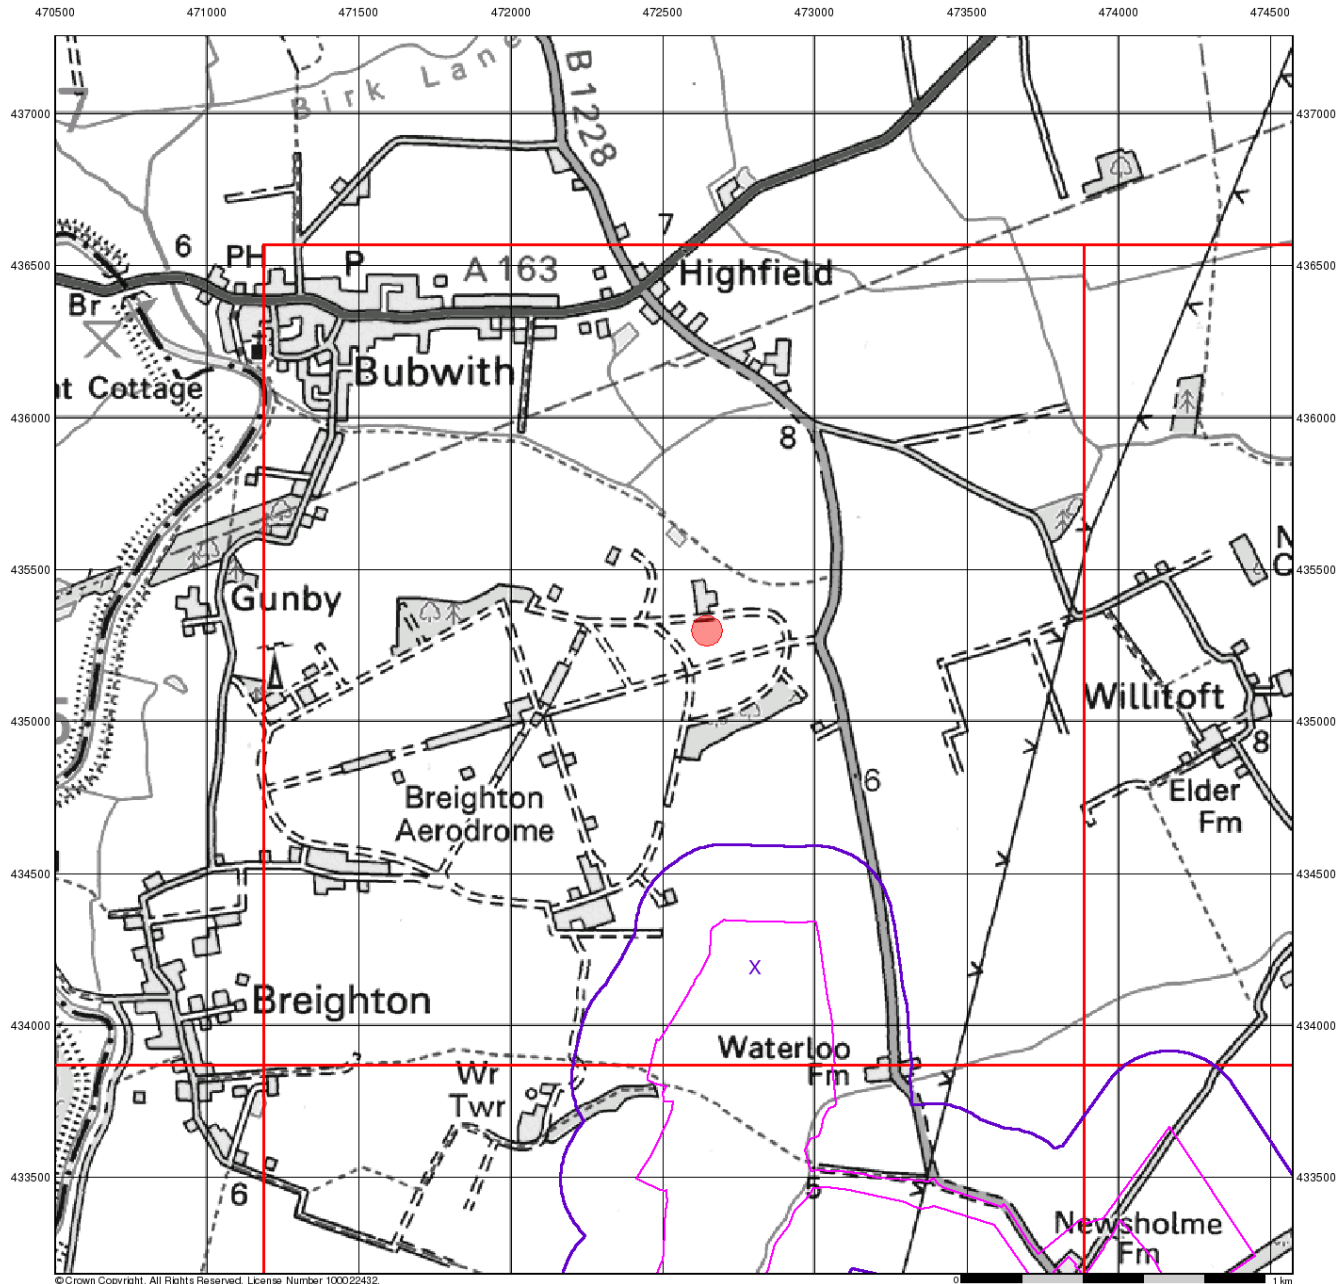 470500 471000 471500 472000 472500 473000 473500 474000 474500
437000 437000
Birk Lane
B 1228
7
7
6
PH
P
A 163
Highfield
436500 436500
Br
Bubwith
t Cottage
436000 436000
8
435500 435500
Gunby
N
C
Willitoft
435000 435000
5
8
6
Breighton
Aerodrome
Elder
Fm
434500 434500
X
Breighton
434000 434000
Waterloo
Fm
Wr
Twr
433500 433500
6
5
Newsholme
Fm
© Crown Copyright. All Rights Reserved. License Number 100022432.
0 1 km